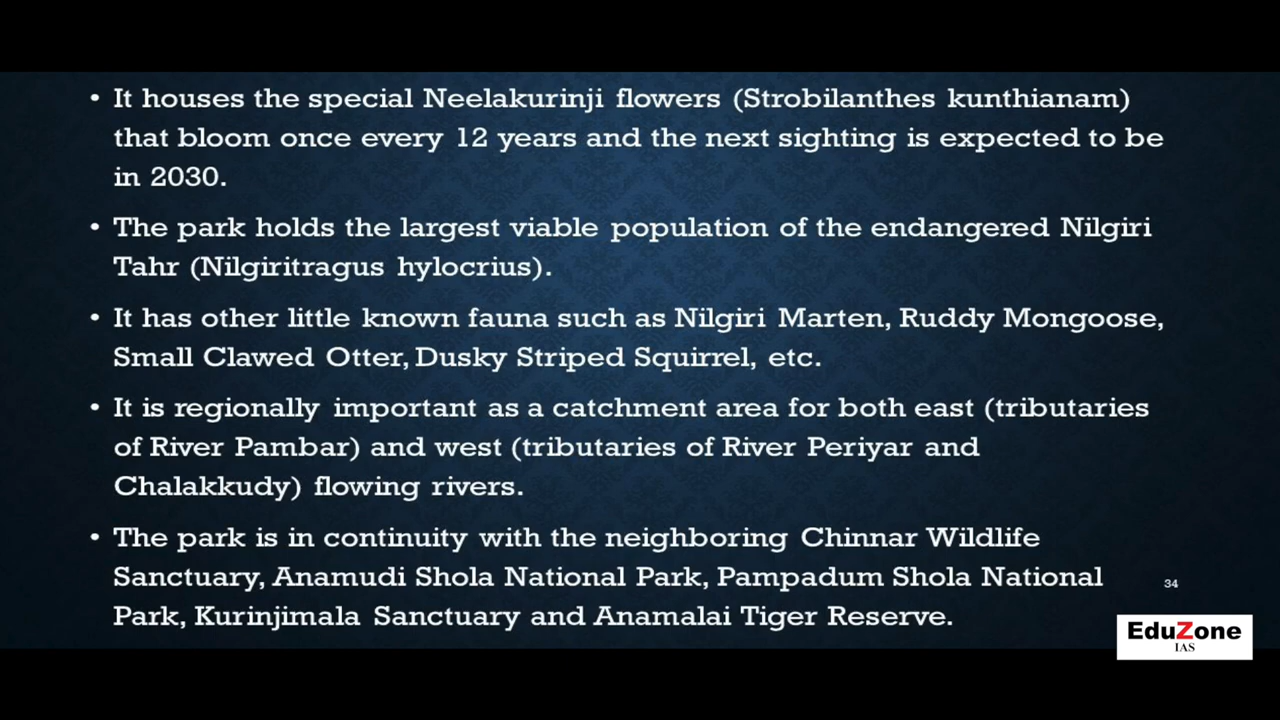 • It houses the special Neelakurinji flowers (Strobilanthes kunthianam)
that bloom once every 12 years and the next sighting is expected to be
in 2030.
• The park holds the largest viable population of the endangered Nilgiri
Tahr (Nilgiritragus hylocrius).
• It has other little known fauna such as Nilgiri Marten, Ruddy Mongoose,
Small Clawed Otter, Dusky Striped Squirrel, etc.
• It is regionally important as a catchment area for both east (tributaries
of River Pambar) and west (tributaries of River Periyar and
Chalakkudy) flowing rivers.
• The park is in continuity with the neighboring Chinnar Wildlife
Sanctuary, Anamudi Shola National Park, Pampadum Shola National
Park, Kurinjimala Sanctuary and Anamalai Tiger Reserve.
34
EduZone
IAS